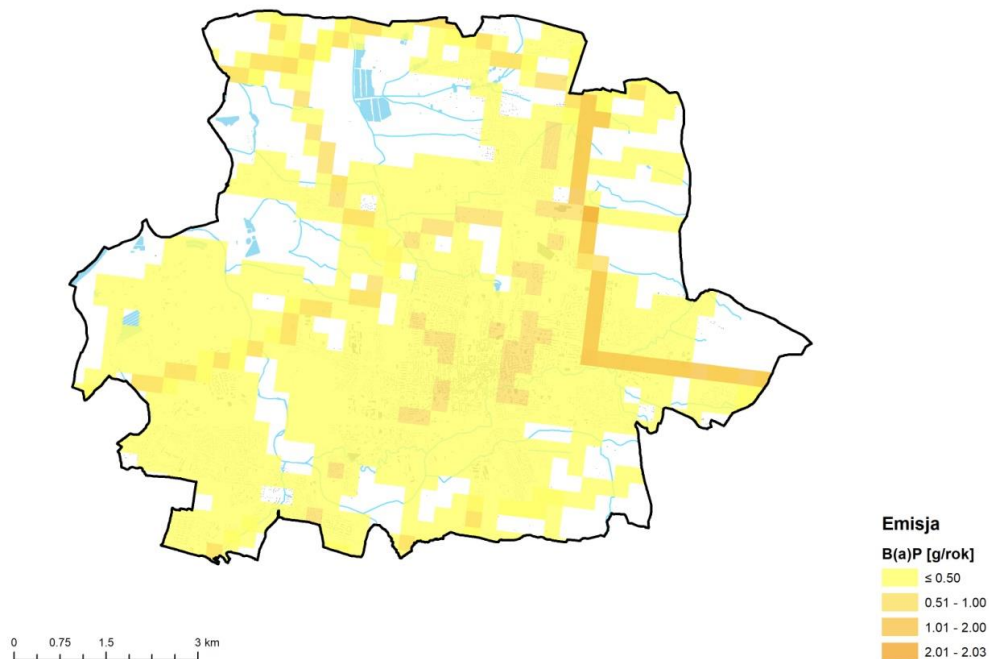 Emisja
B(a)P [g/rok]
≤ 0.50
0.51 - 1.00
1.01 - 2.00
2.01 - 2.03
0 0.75 1.5 3 km